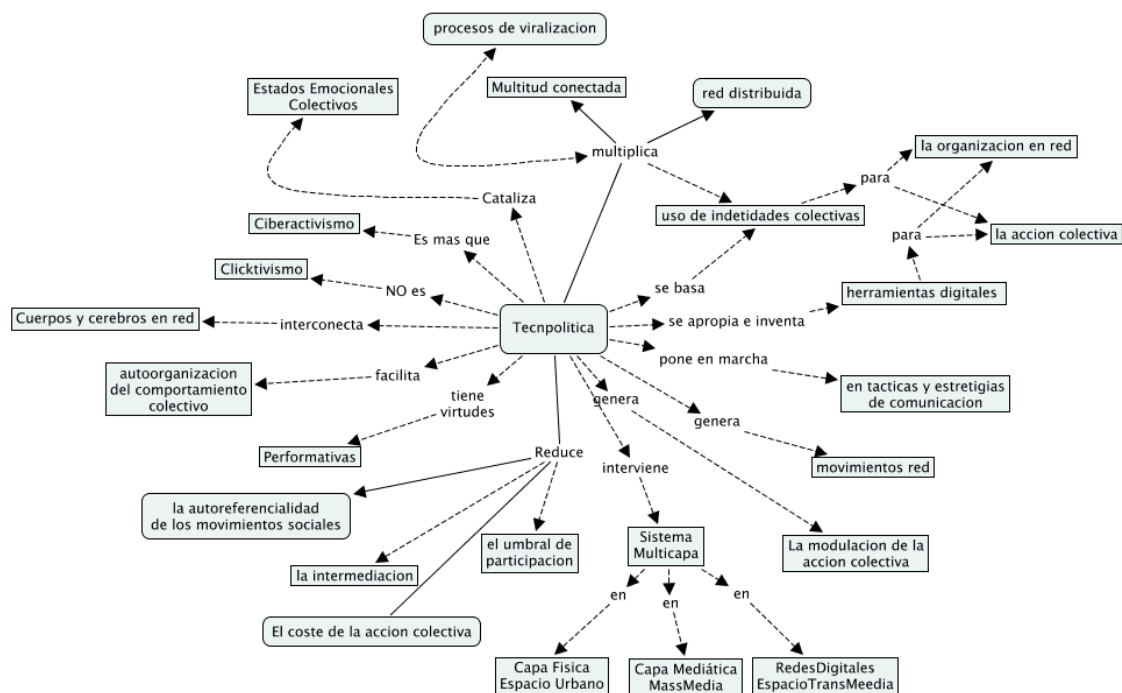 procesos de viralizacion
Estados Emocionales
Colectivos
Multitud conectada
red distribuida
multiplica
la organizacion en red
para
Cataliza
uso de indetidades colectivas
Ciberactivismo
Es mas que
para
la accion colectiva
Clicktivismo
NO es
se basa
herramientas digitales
Cuerpos y cerebros en red
interconecta
Tecnpolitica
se apropia e inventa
autoorganizacion
del comportamiento
colectivo
facilita
pone en marcha
tiene
virtudes
genera
en tacticas y estretigias
de comunicacion
genera
Performativas
Reduce
interviene
movimientos red
la autoreferencialidad
de los movimientos sociales
el umbral de
participacion
Sistema
Multicapa
La modulacion de la
accion colectiva
la intermediacion
en
en
en
El coste de la accion colectiva
Capa Fisica
Espacio Urbano
Capa Mediática
MassMedia
RedesDigitales
EspacioTransMeedia